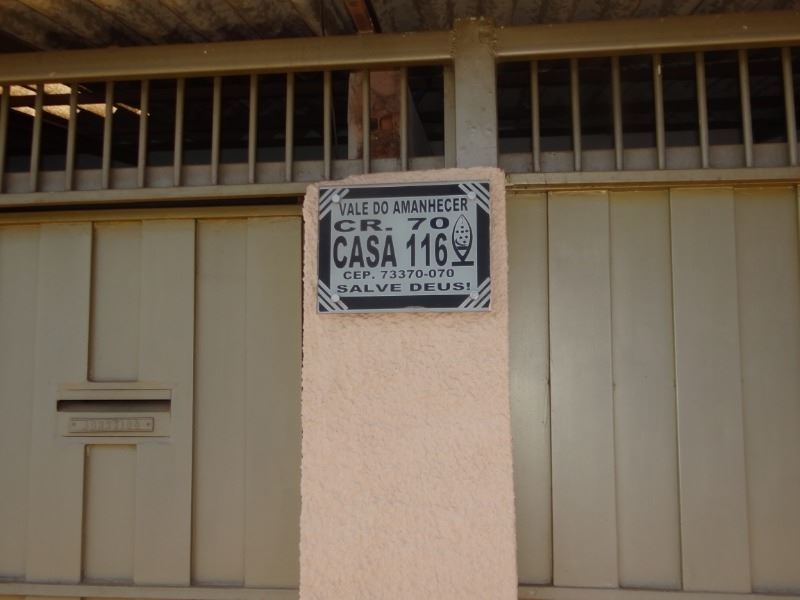 VALE DO AMANHECER
CR. 70
CASA 116
CEP. 73370-070
SALVE DEUS!